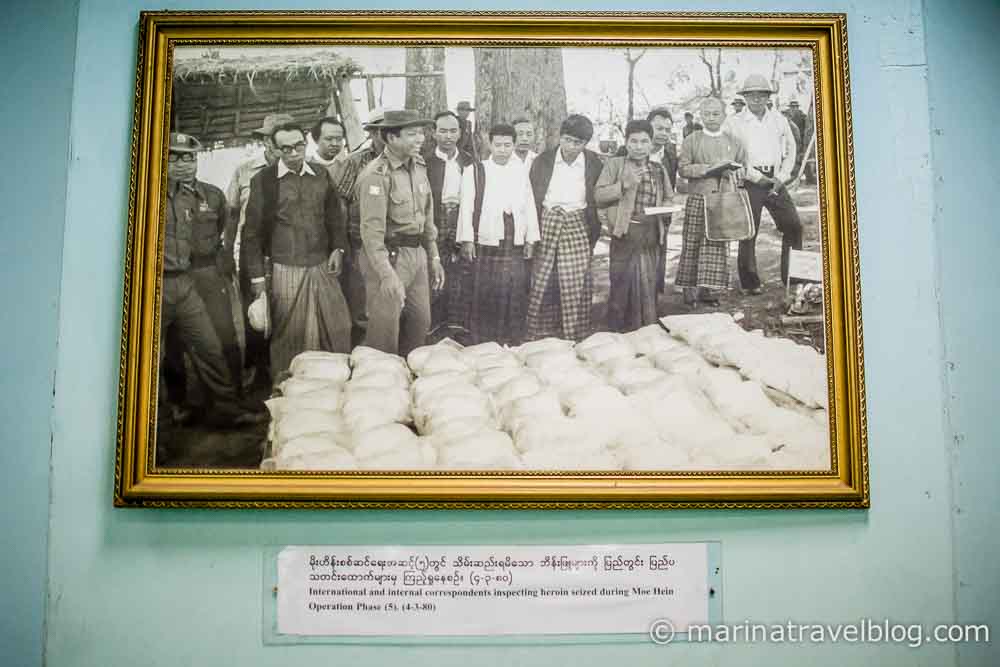 မိုးဟိန်းစစ်ဆင်ရေးအဆင့်(၅)တွင် သိမ်းဆည်းရမိသော ဘိန်းဖြူများကို ပြည်တွင်း ပြည်ပ
သတင်းထောက်များမှ ကြည့်ရှုနေစဉ်။ (၄-၃-၈၀)
International and internal correspondents inspecting heroin seized during Moe Hein
Operation Phase (5). (4-3-80)
© marinatravelblog.com